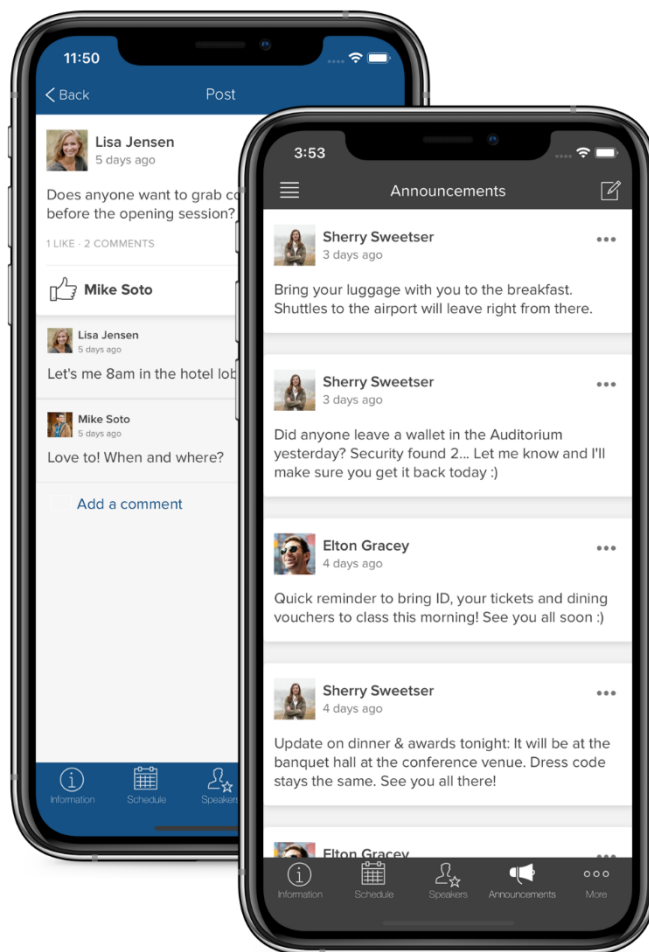 11:50
Back
Post
Lisa Jensen
5 days ago
Does anyone want to grab co
before the opening session?
1 LIKE · 2 COMMENTS
Mike Soto
Lisa Jensen
5 days ago
Let's me 8am in the hotel lob
Mike Soto
5 days ago
Love to! When and where?
Add a comment
Information
Schedule
Speakers
3:53
Announcements
Sherry Sweetser
3 days ago
Bring your luggage with you to the breakfast.
Shuttles to the airport will leave right from there.
Sherry Sweetser
3 days ago
Did anyone leave a wallet in the Auditorium
yesterday? Security found 2... Let me know and I'll
make sure you get it back today :)
Elton Gracey
4 days ago
Quick reminder to bring ID, your tickets and dining
vouchers to class this morning! See you all soon :)
Sherry Sweetser
4 days ago
Update on dinner & awards tonight: It will be at the
banquet hall at the conference venue. Dress code
stays the same. See you all there!
Elton Gracey
Information
Schedule
Speakers
Announcements
More